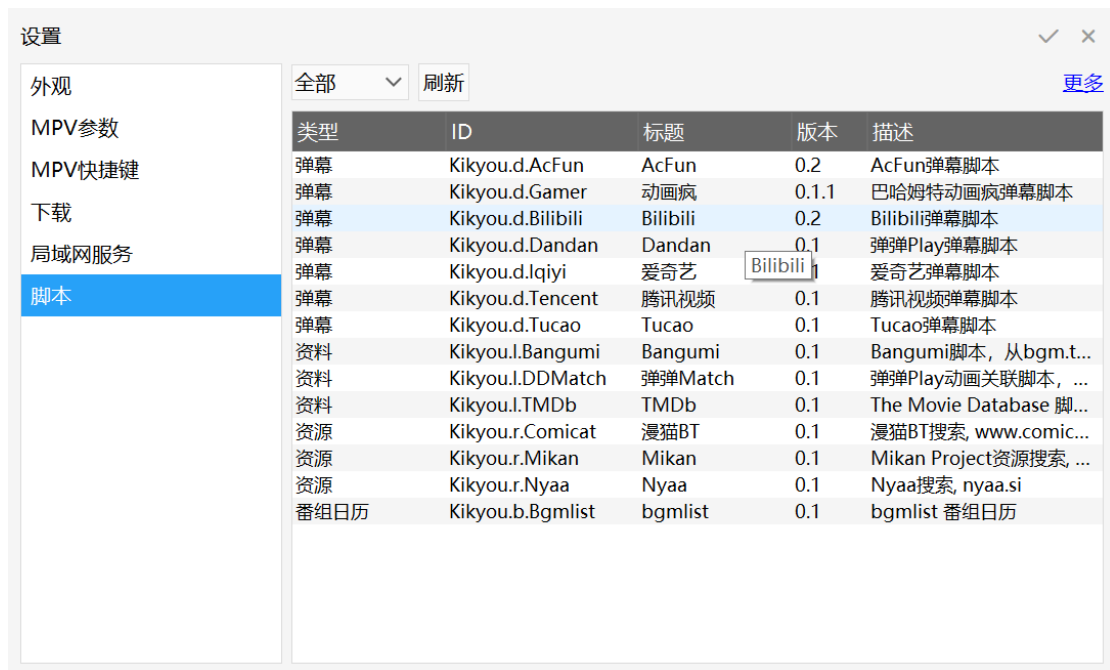 设置
外观
MPV参数
MPV快捷键
下载
局域网服务
脚本
全部 刷新 更多
类型 ID 标题 版本 描述
弹幕 Kikyou.d.AcFun AcFun 0.2 AcFun弹幕脚本
弹幕 Kikyou.d.Gamer 动画疯 0.1.1 巴哈姆特动画疯弹幕脚本
弹幕 Kikyou.d.Bilibili Bilibili 0.2 Bilibili弹幕脚本
弹幕 Kikyou.d.Dandan Dandan 0.1 弹弹Play弹幕脚本
Bilibili
弹幕 Kikyou.d.Iqiyi 爱奇艺 1 爱奇艺弹幕脚本
弹幕 Kikyou.d.Tencent 腾讯视频 0.1 腾讯视频弹幕脚本
弹幕 Kikyou.d.Tucao Tucao 0.1 Tucao弹幕脚本
资料 Kikyou.l.Bangumi Bangumi 0.1 Bangumi脚本，从bgm.t...
资料 Kikyou.l.DDMatch 弹弹Match 0.1 弹弹Play动画关联脚本，...
资料 Kikyou.l.TMDb TMDb 0.1 The Movie Database 脚...
资源 Kikyou.r.Comicat 漫猫BT 0.1 漫猫BT搜索, www.comic...
资源 Kikyou.r.Mikan Mikan 0.1 Mikan Project资源搜索, ...
资源 Kikyou.r.Nyaa Nyaa 0.1 Nyaa搜索, nyaa.si
番组日历 Kikyou.b.Bgmlist bgmlist 0.1 bgmlist 番组日历